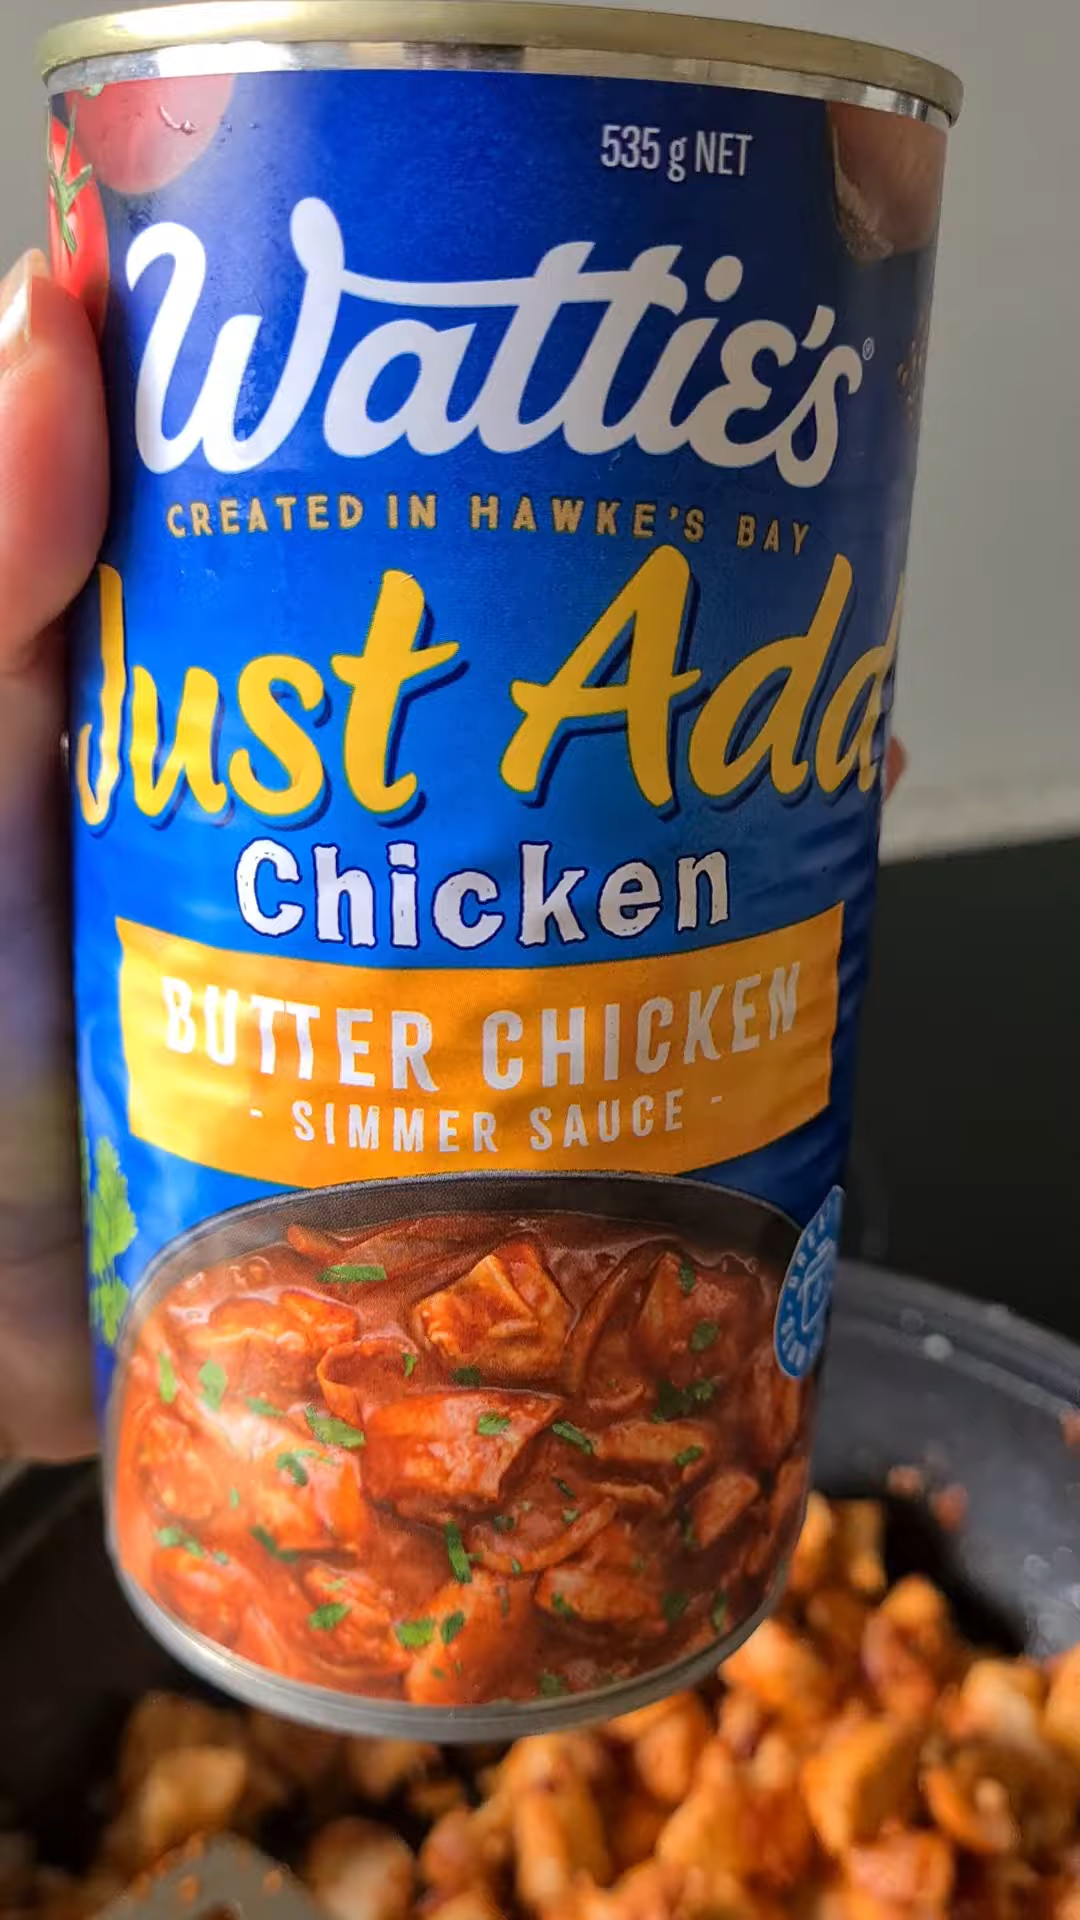 535 g NET
Wattie's®
CREATED IN HAWKE'S BAY
Just Add
Chicken
BUTTER CHICKEN
- SIMMER SAUCE -